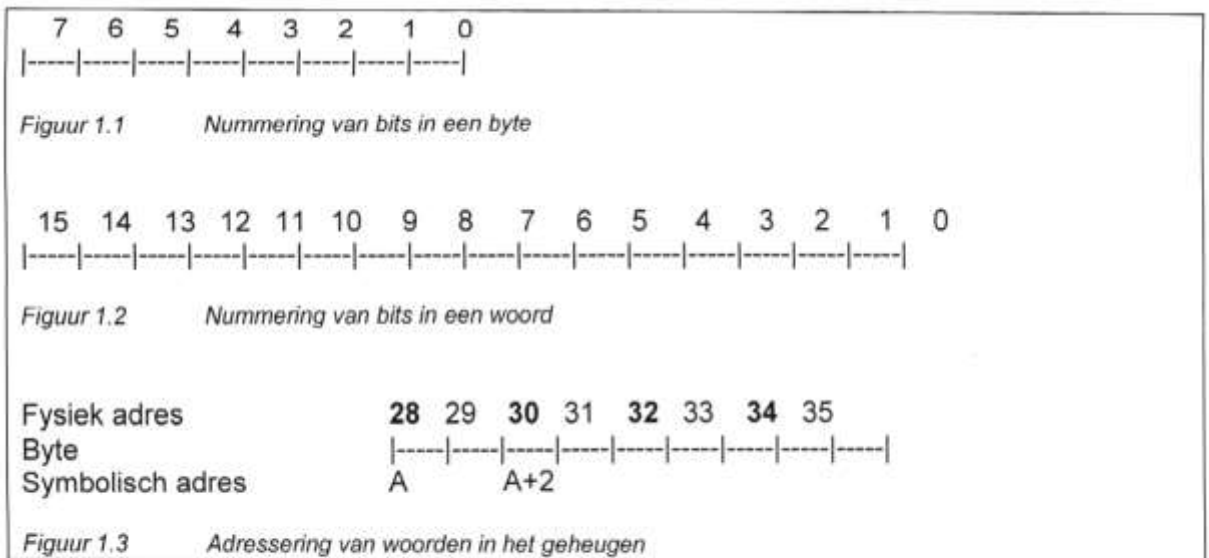 7 6 5 4 3 2 1 0
|-----|-----|-----|-----|-----|-----|-----|-----|
Figuur 1.1 Nummering van bits in een byte
15 14 13 12 11 10 9 8 7 6 5 4 3 2 1 0
|-----|-----|-----|-----|-----|-----|-----|-----|-----|-----|-----|-----|-----|-----|-----|-----|
Figuur 1.2 Nummering van bits in een woord
Fysiek adres 28 29 30 31 32 33 34 35
Byte |-----|-----|-----|-----|-----|-----|-----|-----|-----|
Symbolisch adres A A+2
Figuur 1.3 Adressering van woorden in het geheugen